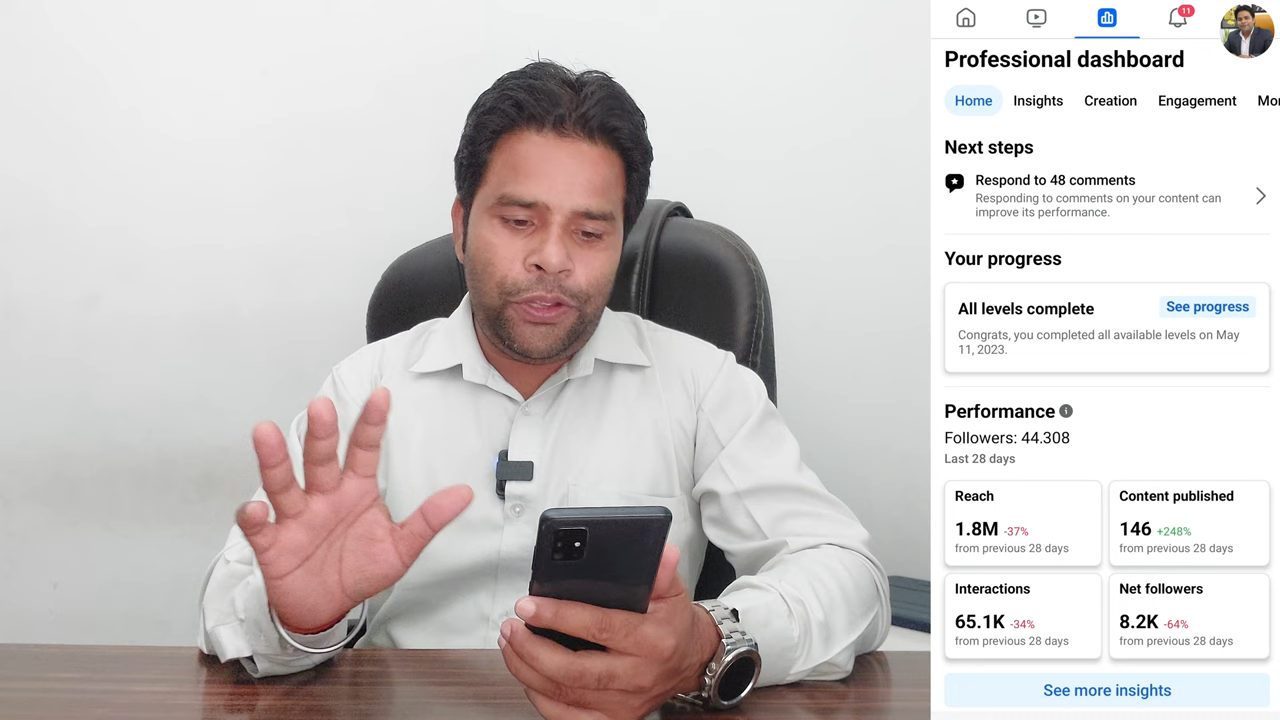 11
Professional dashboard
Home Insights Creation Engagement Mor
Next steps
Respond to 48 comments
Responding to comments on your content can
improve its performance.
Your progress
All levels complete See progress
Congrats, you completed all available levels on May
11, 2023.
Performance
Followers: 44.308
Last 28 days
Reach Content published
1.8M -37% 146 +248%
from previous 28 days from previous 28 days
Interactions Net followers
65.1K -34% 8.2K -64%
from previous 28 days from previous 28 days
See more insights